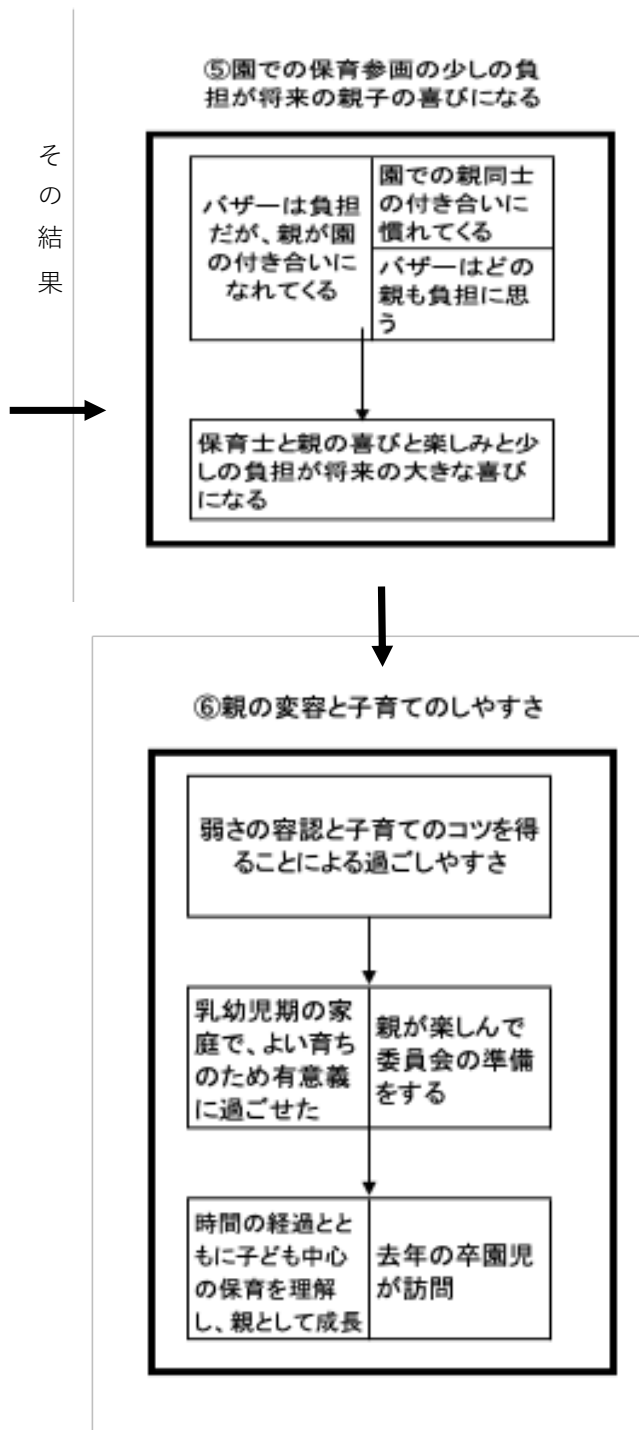 ⑤園での保育参画の少しの負
担が将来の親子の喜びになる
その結果
バザーは負担
だが、親が園
の付き合いに
なれてくる
園での親同士
の付き合いに
慣れてくる
バザーはどの
親も負担に思
う
保育士と親の喜びと楽しみと少
しの負担が将来の大きな喜び
になる
⑥親の変容と子育てのしやすさ
弱さの容認と子育てのコツを得
ることによる過ごしやすさ
乳幼児期の家
庭で、よい育ち
のため有意義
に過ごせた
親が楽しんで
委員会の準備
をする
時間の経過とと
もに子ども中心
の保育を理解
し、親として成長
去年の卒園児
が訪問